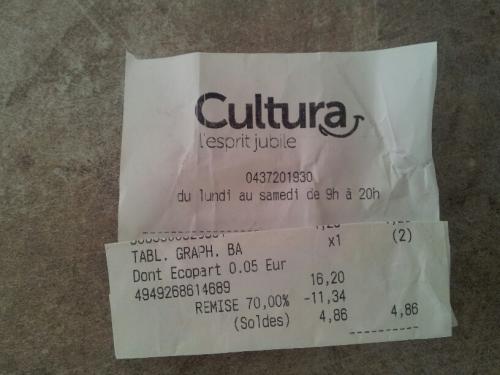 Cultura
l'esprit jubile
0437201930
du lundi au samedi de 9h à 20h
TABL. GRAPH. BA x1 (2)
Dont Ecopart 0.05 Eur
4949268614689 16,20
REMISE 70,00% -11,34
(Soldes) 4,86 4,86